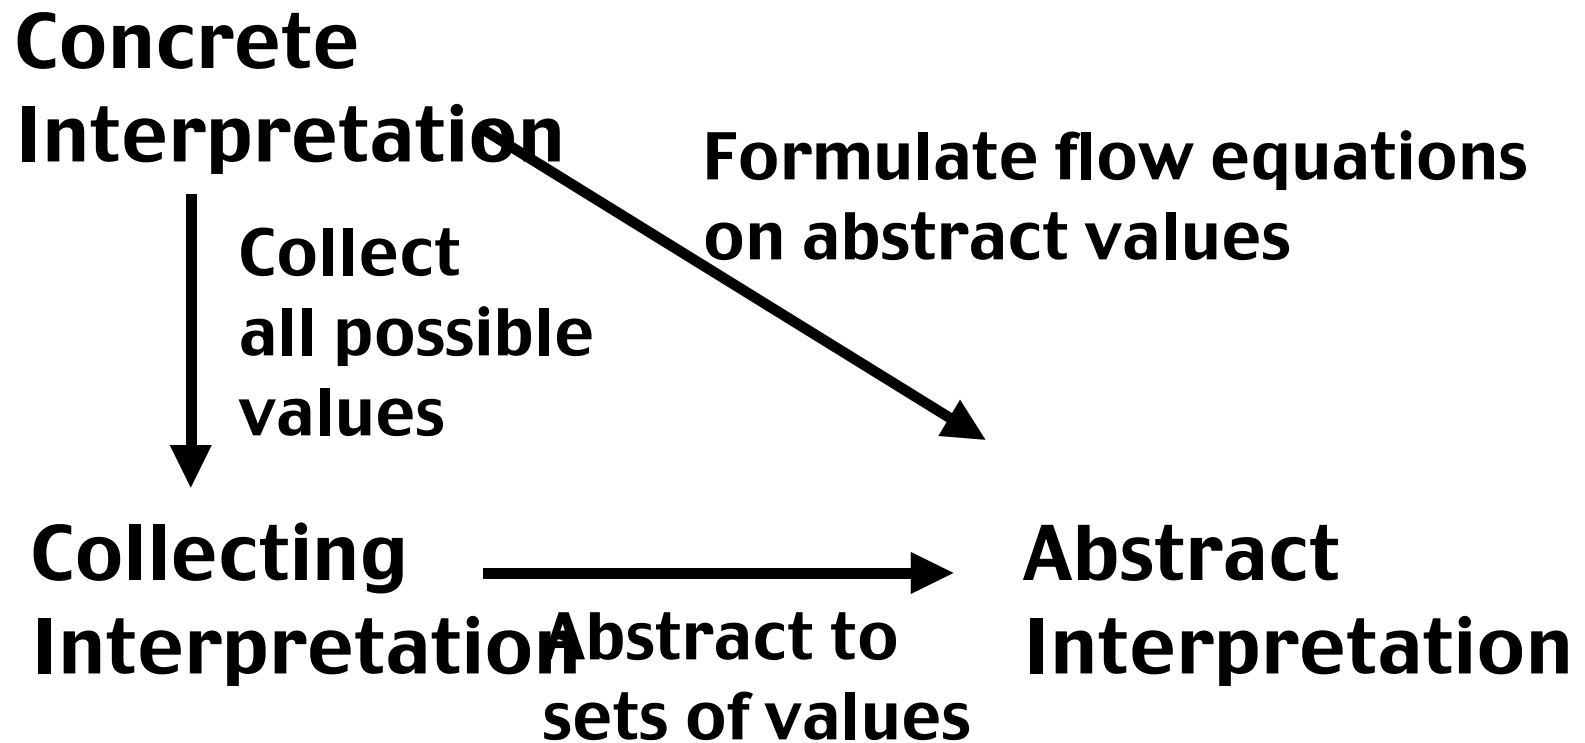 Concrete
Interpretation
Formulate flow equations
on abstract values
Collect
all possible
values
Collecting
Interpretation
Abstract to
sets of values
Abstract
Interpretation